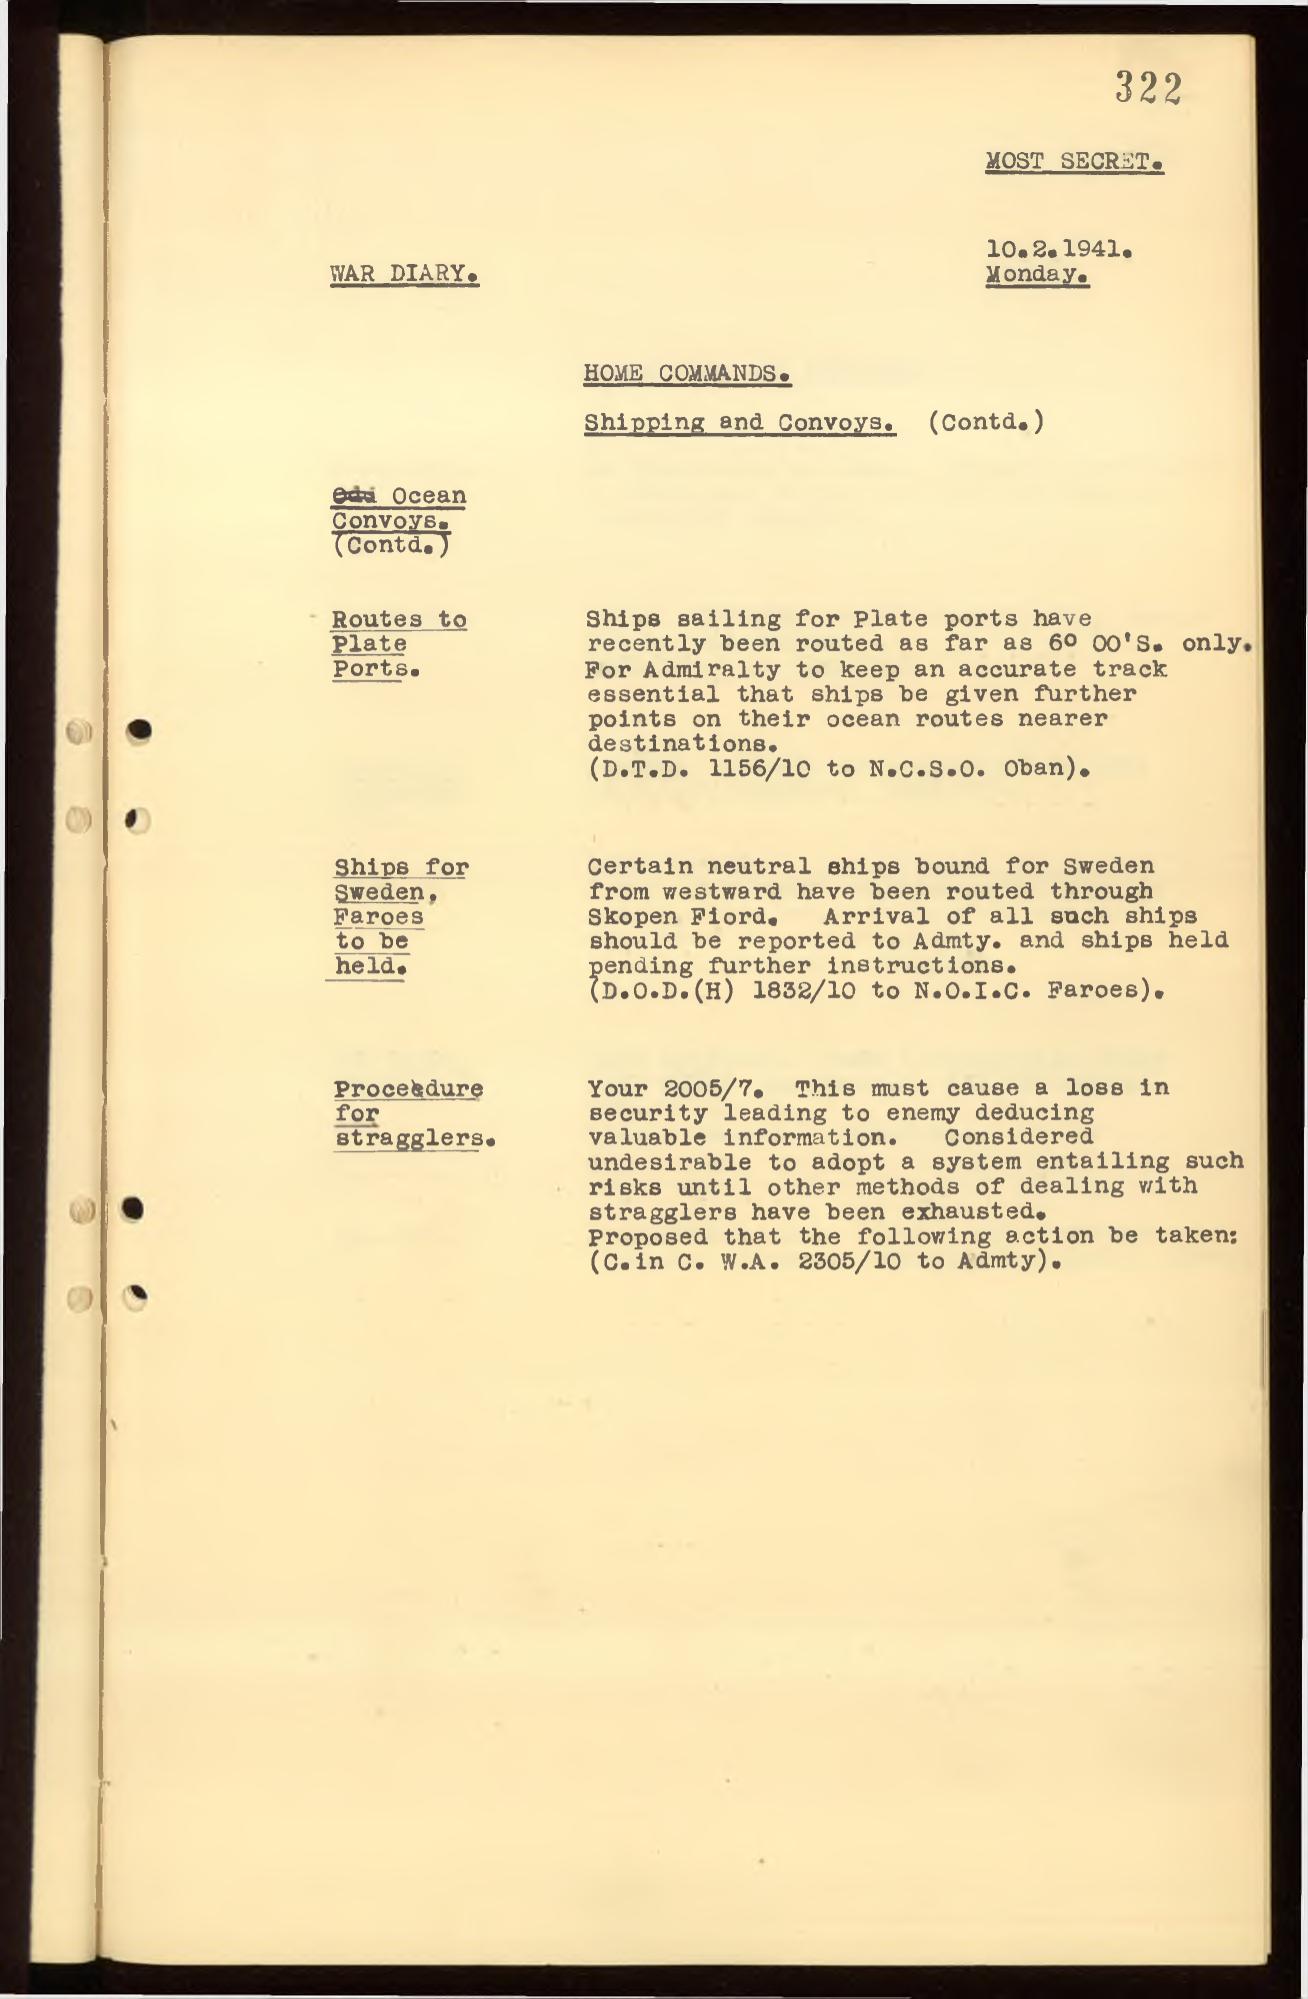 322
MOST SECRET.
10.2.1941.
WAR DIARY. Monday.
HOME COMMANDS.
Shipping and Convoys. (Contd.)
Ocean
Convoys.
(Contd.)
Routes to Ships sailing for Plate ports have
Plate recently been routed as far as 6° 00'S. only.
Ports. For Admiralty to keep an accurate track
essential that ships be given further
points on their ocean routes nearer
destinations.
(D.T.D. 1156/10 to N.C.S.O. Oban).
Ships for Certain neutral ships bound for Sweden
Sweden, from westward have been routed through
Faroes Skopen Fiord. Arrival of all such ships
to be should be reported to Admty. and ships held
held. pending further instructions.
(D.O.D.(H) 1832/10 to N.O.I.C. Faroes).
Proceedure Your 2005/7. This must cause a loss in
for security leading to enemy deducing
stragglers. valuable information. Considered
undesirable to adopt a system entailing such
risks until other methods of dealing with
stragglers have been exhausted.
Proposed that the following action be taken:
(C.in C. W.A. 2305/10 to Admty).